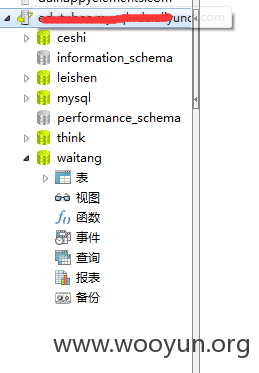 ceshi
information_schema
leishen
mysql
performance_schema
think
waitang
表
视图
函数
事件
查询
报表
备份
www.wooyun.org